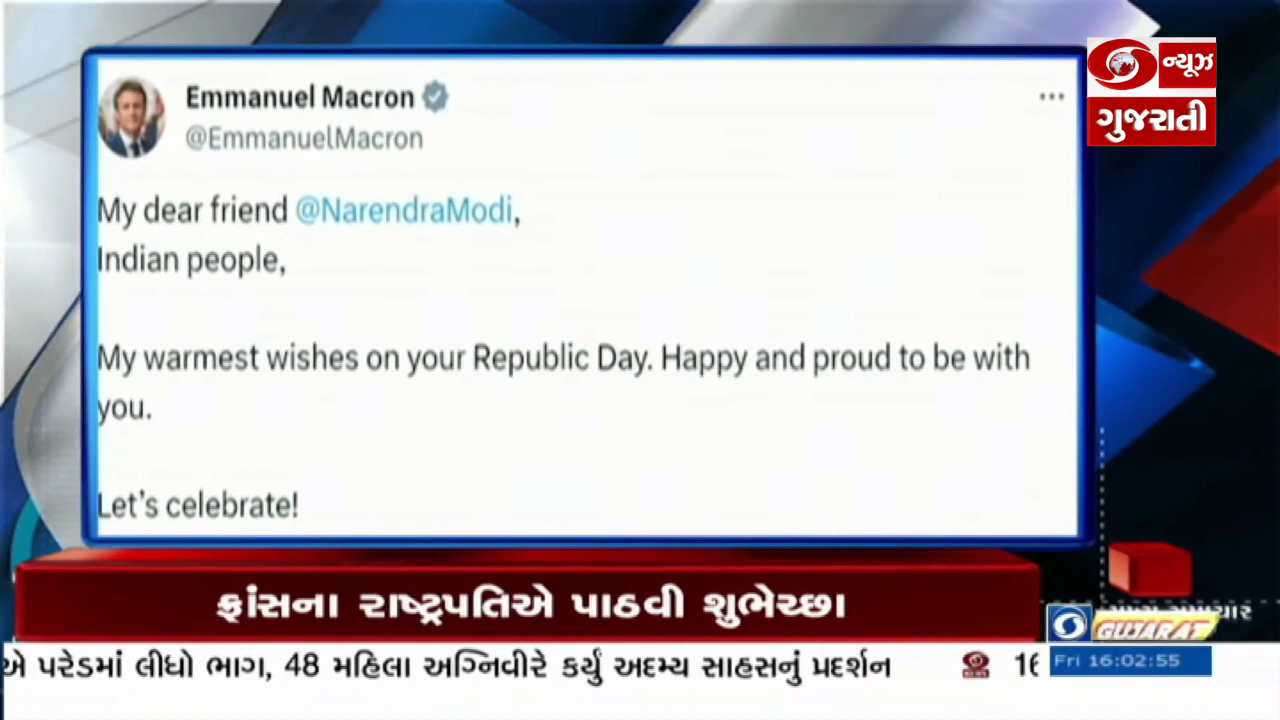 Emmanuel Macron
@EmmanuelMacron
ન્યૂઝ
ગુજરાતી
My dear friend @NarendraModi,
Indian people,
My warmest wishes on your Republic Day. Happy and proud to be with
you.
Let's celebrate!
ફ્રાંસના રાષ્ટ્રપતિએ પાઠવી શુભેચ્છા
GUJARAT
એ પરેડમાં લીધો ભાગ, 48 મહિલા અગ્નિવીરે કર્યું અદમ્ય સાહસનું પ્રદર્શન
Fri 16:02:55